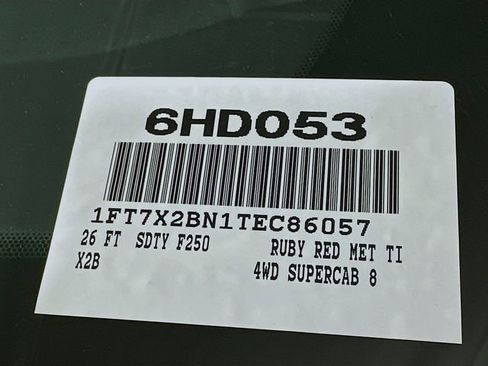 6HD053
1FT7X2BN1TEC86057
26 FT SDTY F250 RUBY RED MET TI
X2B 4WD SUPERCAB 8